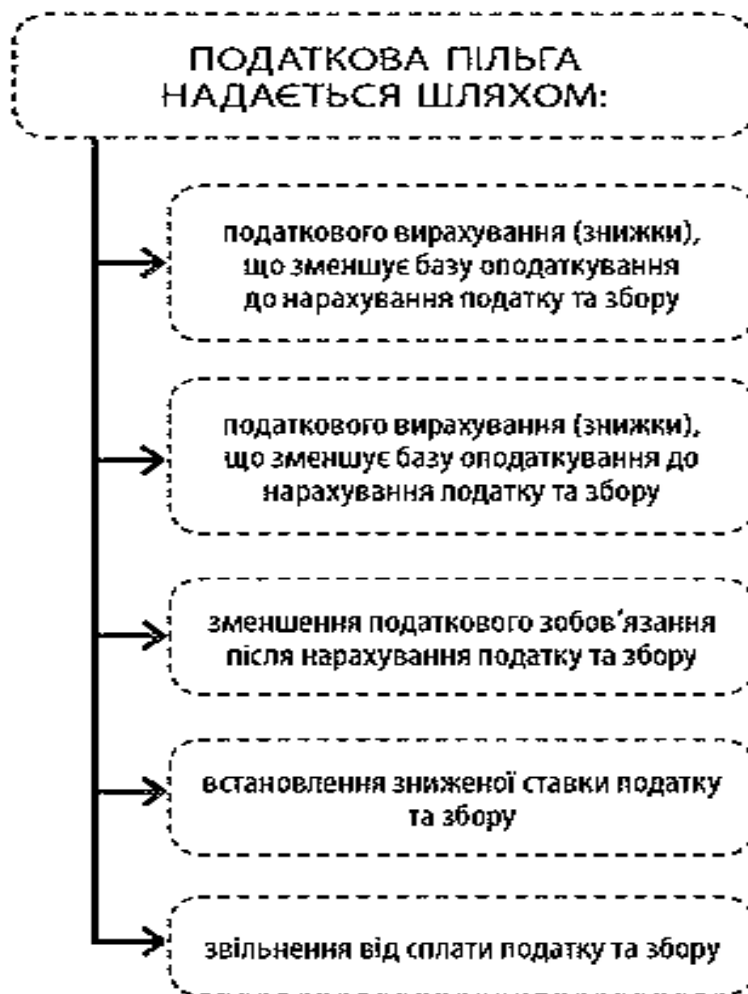 ПОДАТКОВА ПІЛЬГА
НАДАЄТЬСЯ ШЛЯХОМ:
податкового вирахування (знижки),
що зменшує базу оподаткування
до нарахування податку та збору
податкового вирахування (знижки),
що зменшує базу оподаткування до
нарахування податку та збору
зменшення податкового зобов’язання
після нарахування податку та збору
встановлення зниженої ставки податку
та збору
звільнення від сплати податку та збору